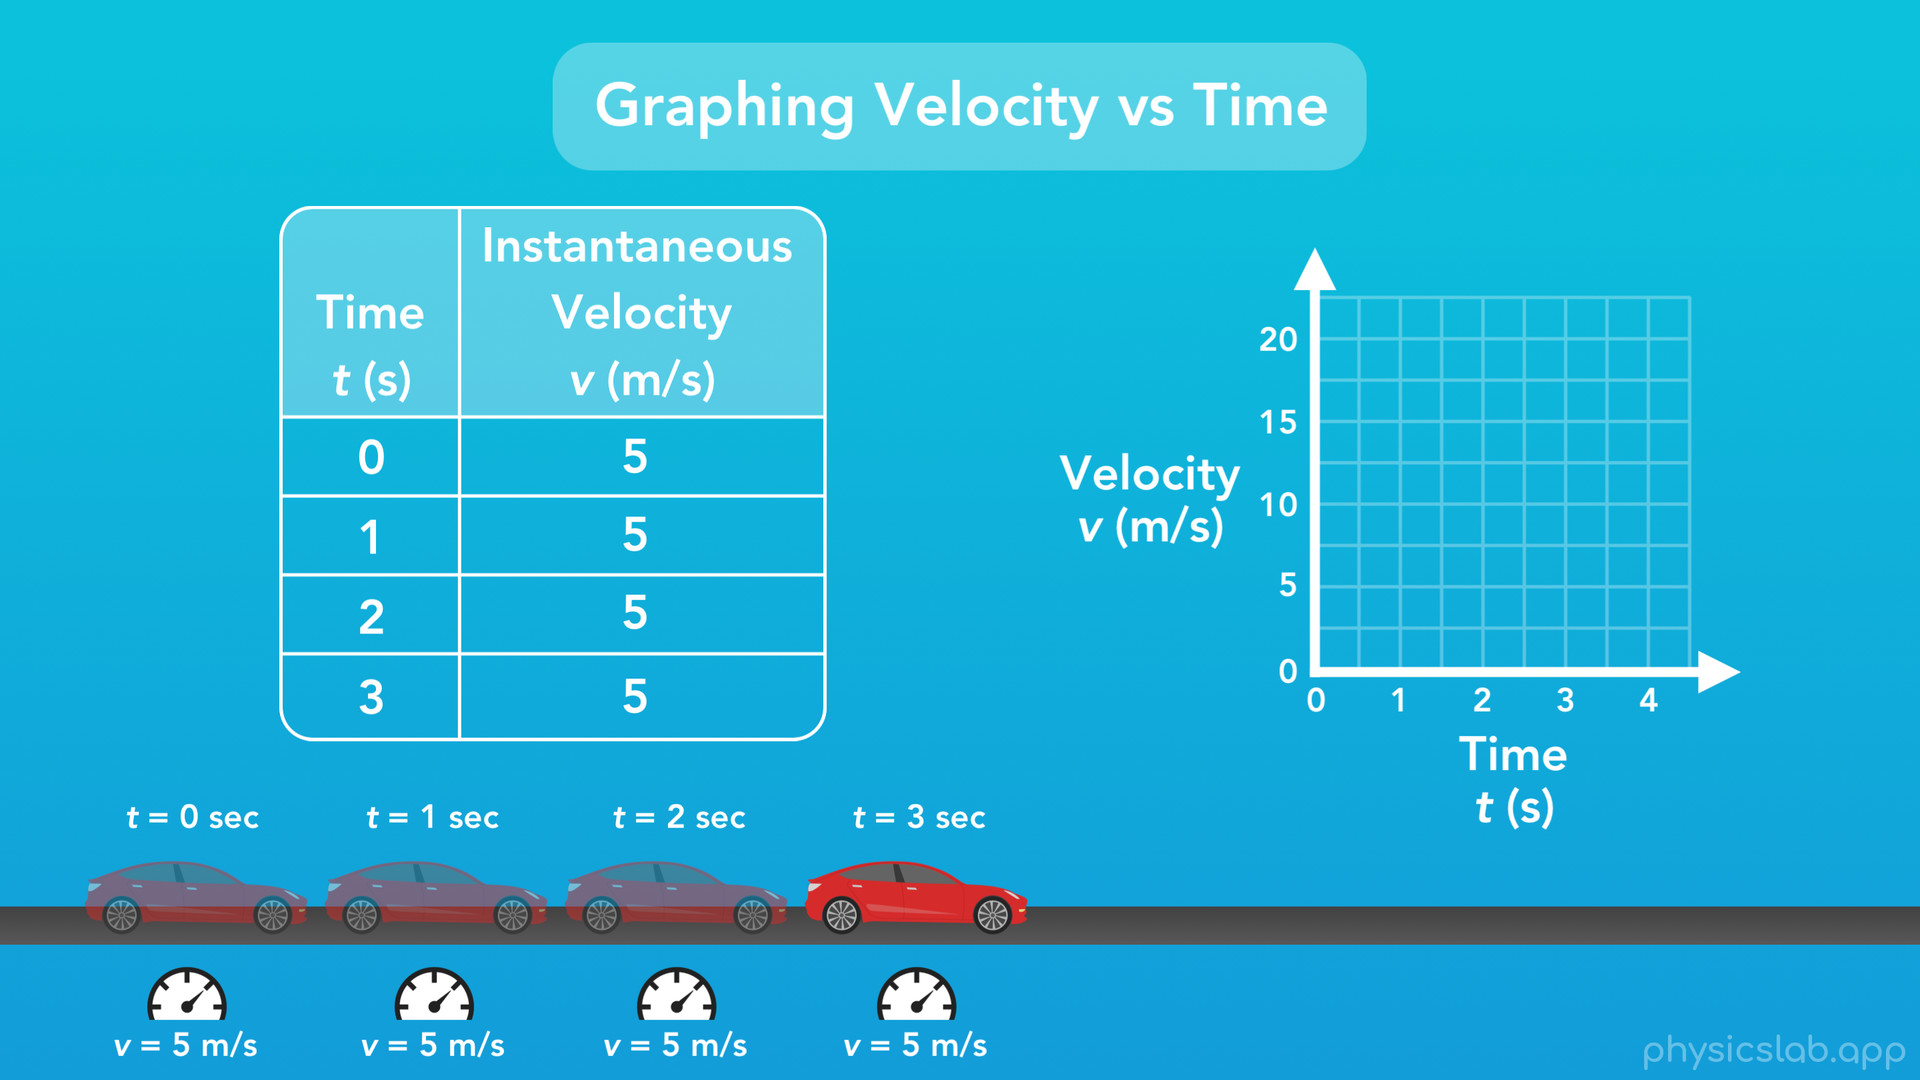 Graphing Velocity vs Time
Instantaneous
Time Velocity
t (s) v (m/s)
0 5
1 5
2 5
3 5
20
15
10
5
0
Velocity
v (m/s)
0 1 2 3 4
Time
t (s)
t = 0 sec t = 1 sec t = 2 sec t = 3 sec
v = 5 m/s v = 5 m/s v = 5 m/s v = 5 m/s
physicslab.app